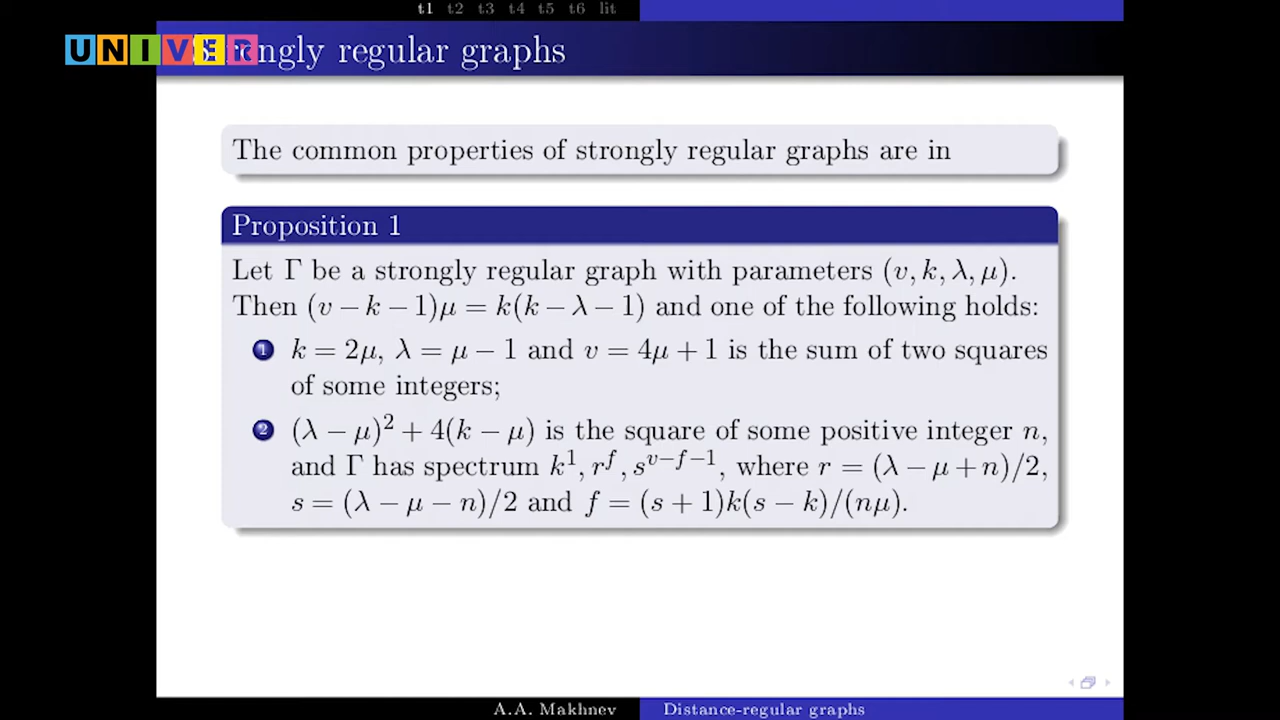 t1 t2 t3 t4 t5 t6 lit
UNIVER
Strongly regular graphs
The common properties of strongly regular graphs are in
Proposition 1
Let Γ be a strongly regular graph with parameters (v, k, λ, μ).
Then (v − k − 1)μ = k(k − λ − 1) and one of the following holds:
1 k = 2μ, λ = μ − 1 and v = 4μ + 1 is the sum of two squares
of some integers;
2 (λ − μ)² + 4(k − μ) is the square of some positive integer n,
and Γ has spectrum k¹, rᶠ, s^{v−f−1}, where r = (λ − μ + n)/2,
s = (λ − μ − n)/2 and f = (s + 1)k(s − k)/(nμ).
A.A. Makhnev
Distance-regular graphs